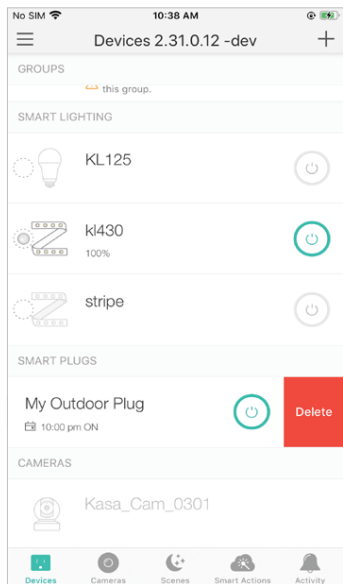 No SIM 10:38 AM
Devices 2.31.0.12 -dev
GROUPS
this group.
SMART LIGHTING
KL125
kl430
100%
stripe
SMART PLUGS
My Outdoor Plug
10:00 pm ON
Delete
CAMERAS
Kasa_Cam_0301
Devices Cameras Scenes Smart Actions Activity